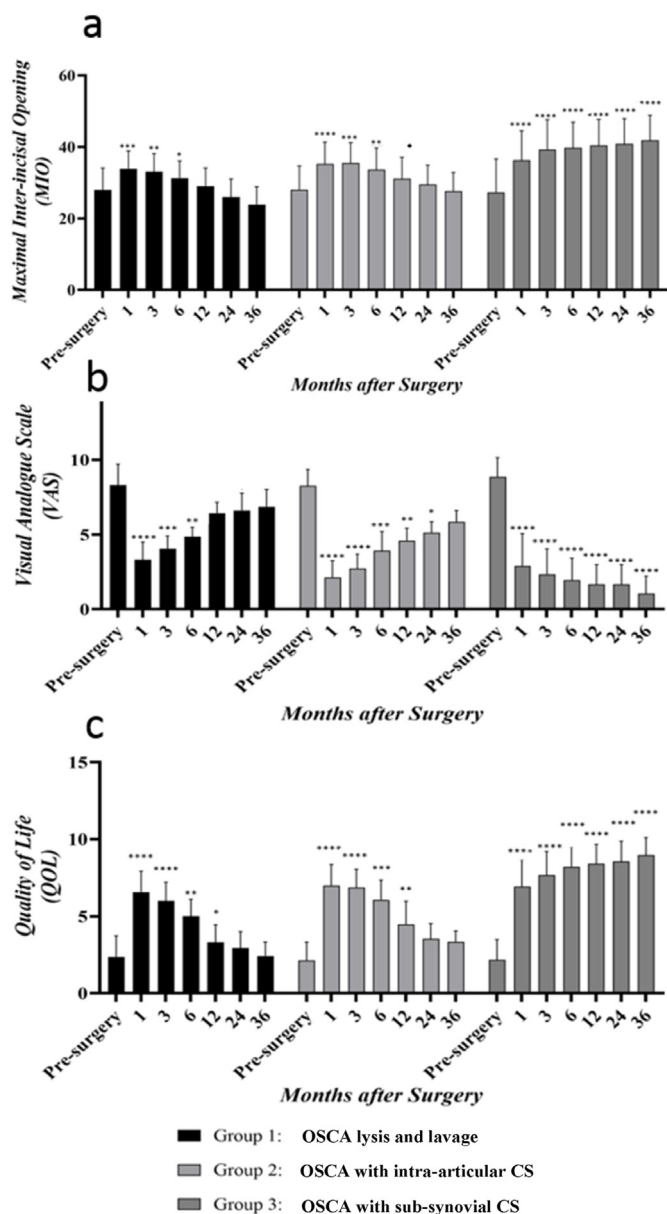 a
Maximal Inter-incisal Opening
(MIO)
60
40
20
0
*** ** * **** *** ** * **** **** **** **** **** ****
Pre-surgery 1 3 6 12 24 36 Pre-surgery 1 3 6 12 24 36 Pre-surgery 1 3 6 12 24 36
Months after Surgery
b
Visual Analogue Scale
(VAS)
10
5
0
**** *** ** **** **** *** ** * **** **** **** **** **** ****
Pre-surgery 1 3 6 12 24 36 Pre-surgery 1 3 6 12 24 36 Pre-surgery 1 3 6 12 24 36
Months after Surgery
c
Quality of Life
(QOL)
15
10
5
0
**** **** ** * **** **** *** ** **** **** **** **** **** ****
Pre-surgery 1 3 6 12 24 36 Pre-surgery 1 3 6 12 24 36 Pre-surgery 1 3 6 12 24 36
Months after Surgery
Group 1: OSCA lysis and lavage
Group 2: OSCA with intra-articular CS
Group 3: OSCA with sub-synovial CS